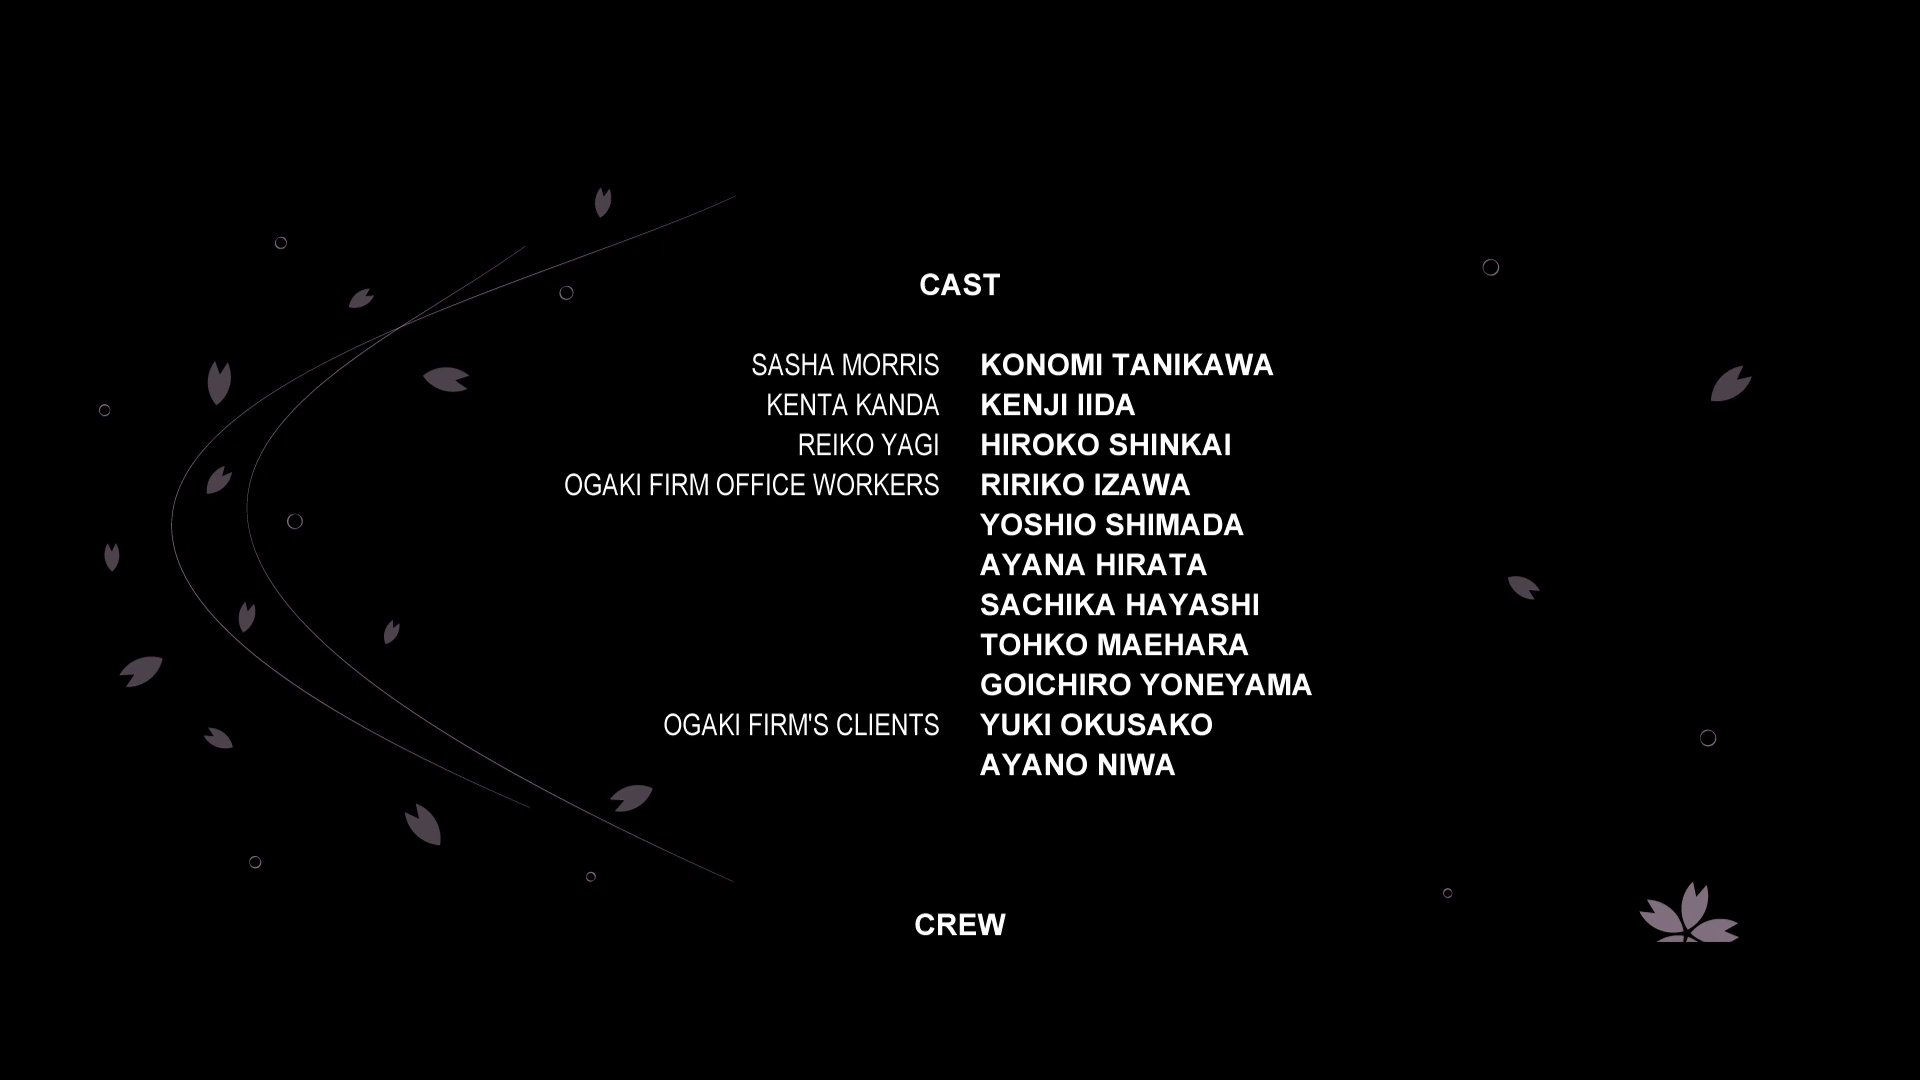 CAST
SASHA MORRIS KONOMI TANIKAWA
KENTA KANDA KENJI IIDA
REIKO YAGI HIROKO SHINKAI
OGAKI FIRM OFFICE WORKERS RIRIKO IZAWA
YOSHIO SHIMADA
AYANA HIRATA
SACHIKA HAYASHI
TOHKO MAEHARA
GOICHIRO YONEYAMA
OGAKI FIRM'S CLIENTS YUKI OKUSAKO
AYANO NIWA
CREW